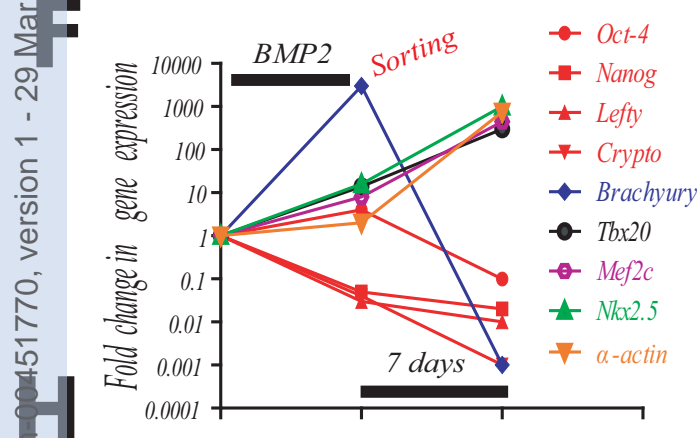 n-00451770, version 1 - 29 Mar
BMP2
Sorting
Fold change in gene expression
10000
1000
100
10
1
0.1
0.01
0.001
0.0001
7 days
Oct-4
Nanog
Lefty
Crypto
Brachyury
Tbx20
Mef2c
Nkx2.5
α-actin